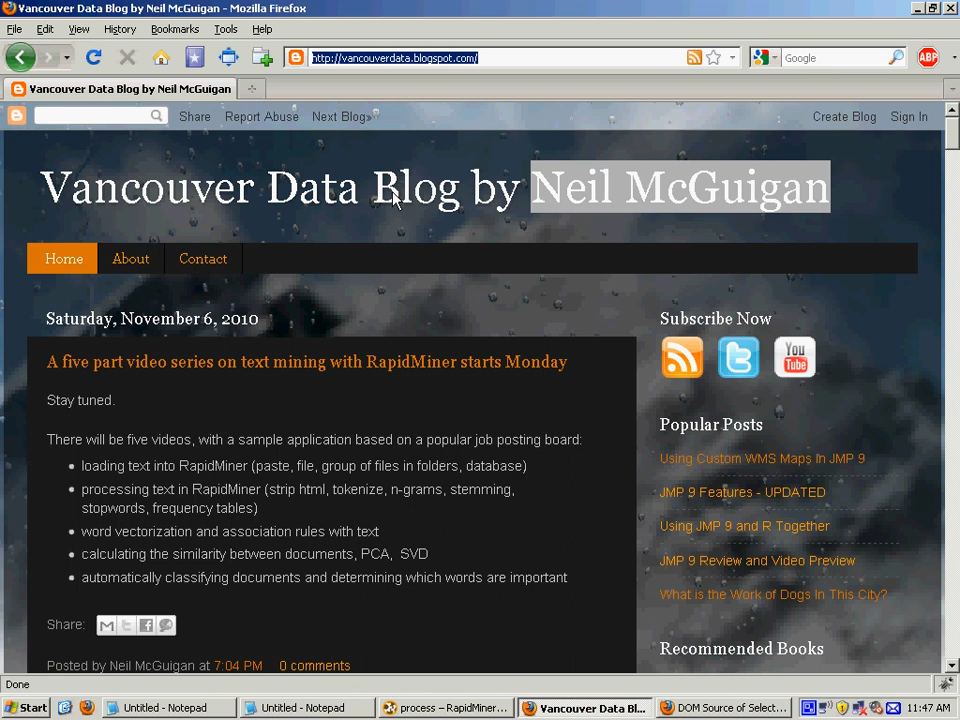 Vancouver Data Blog by Neil McGuigan - Mozilla Firefox
File Edit View History Bookmarks Tools Help
http://vancouverdata.blogspot.com/ Google ABP
Vancouver Data Blog by Neil McGuigan
Share Report Abuse Next Blog» Create Blog Sign In
Vancouver Data Blog by Neil McGuigan
Home About Contact
Saturday, November 6, 2010
A five part video series on text mining with RapidMiner starts Monday
Stay tuned.
There will be five videos, with a sample application based on a popular job posting board:
loading text into RapidMiner (paste, file, group of files in folders, database)
processing text in RapidMiner (strip html, tokenize, n-grams, stemming,
stopwords, frequency tables)
word vectorization and association rules with text
calculating the similarity between documents, PCA, SVD
automatically classifying documents and determining which words are important
Share:
Posted by Neil McGuigan at 7:04 PM 0 comments
Subscribe Now
You
Tube
Popular Posts
Using Custom WMS Maps In JMP 9
JMP 9 Features - UPDATED
Using JMP 9 and R Together
JMP 9 Review and Video Preview
What is the Work of Dogs In This City?
Recommended Books
Done
Start Untitled - Notepad Untitled - Notepad process – RapidMiner... Vancouver Data Bl... DOM Source of Select... 11:47 AM